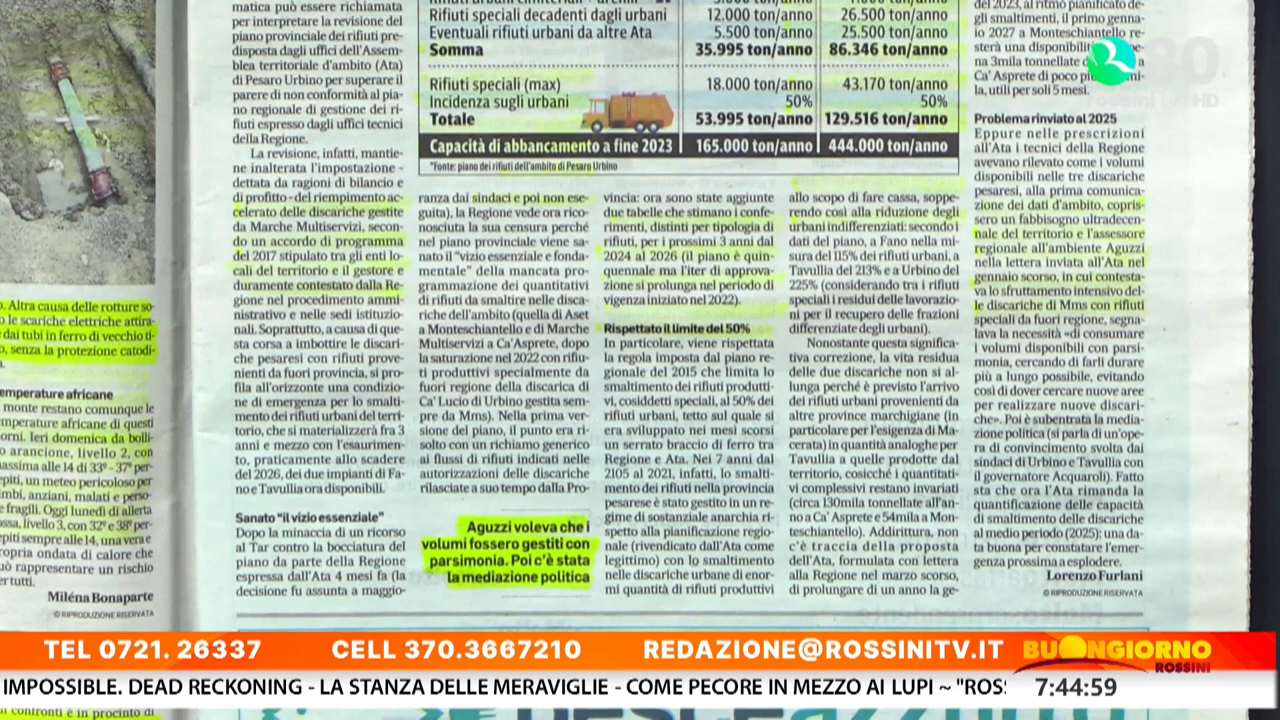 o. Altra causa delle rotture so-
o le scariche elettriche attira-
e dai tubi in ferro di vecchio ti-
o, senza la protezione catodi-
a.
emperature africane
monte restano comunque le
emperature africane di questi
orni. Ieri domenica da bolli-
o arancione, livello 2, con
assima alle 14 di 33° - 37° per-
epiti, un meteo pericoloso per
imbi, anziani, malati e perso-
e fragili. Oggi lunedì di allerta
ossa, livello 3, con 32° e 38° per-
epiti sempre alle 14, una vera e
ropria ondata di calore che
uò rappresentare un rischio
er tutti.
Miléna Bonaparte
© RIPRODUZIONE RISERVATA
matica può essere richiamata
per interpretare la revisione del
piano provinciale dei rifiuti pre-
disposta dagli uffici dell'Assem-
blea territoriale d'ambito (Ata)
di Pesaro Urbino per superare il
parere di non conformità al pia-
no regionale di gestione dei ri-
fiuti espresso dagli uffici tecnici
della Regione.
La revisione, infatti, mantie-
ne inalterata l'impostazione -
dettata da ragioni di bilancio e
di profitto - del riempimento ac-
celerato delle discariche gestite
da Marche Multiservizi, secon-
do un accordo di programma
del 2017 stipulato tra gli enti lo-
cali del territorio e il gestore e
duramente contestato dalla Re-
gione nel procedimento ammi-
nistrativo e nelle sedi istituzio-
nali. Soprattutto, a causa di que-
sta corsa a imbottire le discari-
che pesaresi con rifiuti prove-
nienti da fuori provincia, si pro-
fila all'orizzonte una condizio-
ne di emergenza per lo smalti-
mento dei rifiuti urbani del terri-
torio, che si materializzerà fra 3
anni e mezzo con l'esaurimen-
to, praticamente allo scadere
del 2026, dei due impianti di Fa-
no e Tavullia ora disponibili.
Sanato "il vizio essenziale"
Dopo la minaccia di un ricorso
al Tar contro la bocciatura del
piano da parte della Regione
espressa dall'Ata 4 mesi fa (la
decisione fu assunta a maggio-
Rifiuti speciali decadenti dagli urbani 12.000 ton/anno 26.500 ton/anno
Eventuali rifiuti urbani da altre Ata 5.500 ton/anno 25.500 ton/anno
Somma 35.995 ton/anno 86.346 ton/anno
Rifiuti speciali (max) 18.000 ton/anno 43.170 ton/anno
Incidenza sugli urbani 50% 50%
Totale 53.995 ton/anno 129.516 ton/anno
Capacità di abbancamento a fine 2023 165.000 ton/anno 444.000 ton/anno
*Fonte: piano dei rifiuti dell'ambito di Pesaro Urbino
ranza dai sindaci e poi non ese-
guita), la Regione vede ora rico-
nosciuta la sua censura perché
nel piano provinciale viene sa-
nato il "vizio essenziale e fonda-
mentale" della mancata pro-
grammazione dei quantitativi
di rifiuti da smaltire nelle disca-
riche dell'ambito (quella di Aset
a Monteschiantello e di Marche
Multiservizi a Ca'Asprete, dopo
la saturazione nel 2022 con rifiu-
ti produttivi specialmente da
fuori regione della discarica di
Ca' Lucio di Urbino gestita sem-
pre da Mms). Nella prima ver-
sione del piano, il punto era ri-
solto con un richiamo generico
ai flussi di rifiuti indicati nelle
autorizzazioni delle discariche
rilasciate a suo tempo dalla Pro-
Aguzzi voleva che i
volumi fossero gestiti con
parsimonia. Poi c'è stata
la mediazione politica
vincia: ora sono state aggiunte
due tabelle che stimano i confe-
rimenti, distinti per tipologia di
rifiuti, per i prossimi 3 anni dal
2024 al 2026 (il piano è quin-
quennale ma l'iter di approva-
zione si prolunga nel periodo di
vigenza iniziato nel 2022).
Rispettato il limite del 50%
In particolare, viene rispettata
la regola imposta dal piano re-
gionale del 2015 che limita lo
smaltimento dei rifiuti produtti-
vi, cosiddetti speciali, al 50% dei
rifiuti urbani, tetto sul quale si
era sviluppato nei mesi scorsi
un serrato braccio di ferro tra
Regione e Ata. Nei 7 anni dal
2105 al 2021, infatti, lo smalti-
mento dei rifiuti nella provincia
pesarese è stato gestito in un re-
gime di sostanziale anarchia ri-
spetto alla pianificazione regio-
nale (rivendicato dall'Ata come
legittimo) con lo smaltimento
nelle discariche urbane di enor-
mi quantità di rifiuti produttivi
allo scopo di fare cassa, soppe-
rendo così alla riduzione degli
urbani indifferenziati: secondo i
dati del piano, a Fano nella mi-
sura del 115% dei rifiuti urbani, a
Tavullia del 213% e a Urbino del
225% (considerando tra i rifiuti
speciali i residui delle lavorazio-
ni per il recupero delle frazioni
differenziate degli urbani).
Nonostante questa significa-
tiva correzione, la vita residua
delle due discariche non si al-
lunga perché è previsto l'arrivo
dei rifiuti urbani provenienti da
altre province marchigiane (in
particolare per l'esigenza di Ma-
cerata) in quantità analoghe per
Tavullia a quelle prodotte dal
territorio, cosicché i quantitati-
vi complessivi restano invariati
(circa 130mila tonnellate all'an-
no a Ca' Asprete e 54mila a Mon-
teschiantello). Addirittura, non
c'è traccia della proposta
dell'Ata, formulata con lettera
alla Regione nel marzo scorso,
di prolungare di un anno la ge-
del 2023, al ritmo pianificato de-
gli smaltimenti, il primo genna-
io 2027 a Monteschiantello re-
sterà una disponibilità
na 3mila tonnellate a
Ca' Asprete di poco
la, utili per soli 5 mesi.
Problema rinviato al 2025
Eppure nelle prescrizioni
all'Ata i tecnici della Regione
avevano rilevato come i volumi
disponibili nelle tre discariche
pesaresi, alla prima comunica-
zione dei dati d'ambito, copris-
sero un fabbisogno ultradecen-
nale del territorio e l'assessore
regionale all'ambiente Aguzzi
nella lettera inviata all'Ata nel
gennaio scorso, in cui contesta-
va lo sfruttamento intensivo del-
le discariche di Mms con rifiuti
speciali da fuori regione, segna-
lava la necessità «di consumare
i volumi disponibili con parsi-
monia, cercando di farli durare
più a lungo possibile, evitando
così di dover cercare nuove aree
per realizzare nuove discari-
che». Poi è subentrata la media-
zione politica (si parla di un'ope-
ra di convincimento svolta dai
sindaci di Urbino e Tavullia con
il governatore Acquaroli). Fatto
sta che ora l'Ata rimanda la
quantificazione delle capacità
di smaltimento delle discariche
al medio periodo (2025): una da-
ta buona per constatare l'emer-
genza prossima a esplodere.
Lorenzo Furlani
© RIPRODUZIONE RISERVATA
80
HD
TEL 0721. 26337 CELL 370.3667210 REDAZIONE@ROSSINITV.IT
BUONGIORNO
ROSSINI
IMPOSSIBLE. DEAD RECKONING - LA STANZA DELLE MERAVIGLIE - COME PECORE IN MEZZO AI LUPI ~ "ROS
7:44:59